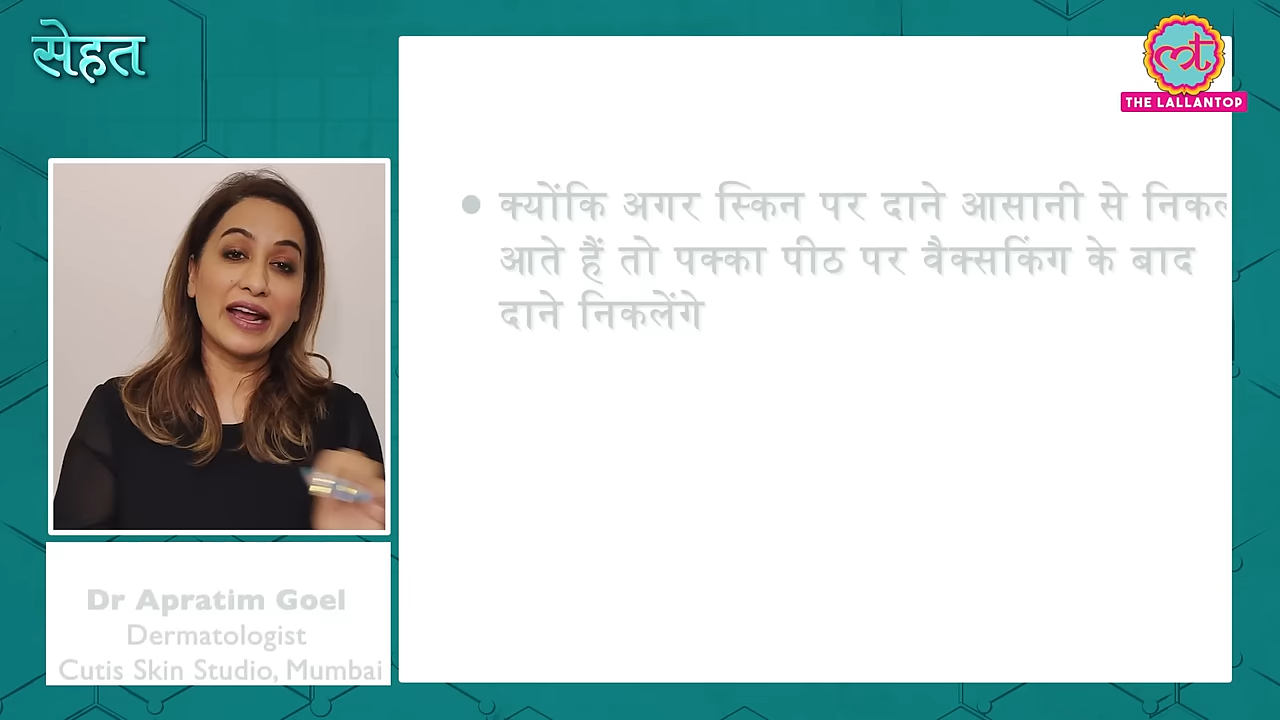 सेहत
THE LALLANTOP
क्योंकि अगर स्किन पर दाने आसानी से निकल
आते हैं तो पक्का पीठ पर वैक्सकिंग के बाद
दाने निकलेंगे
Dr Apratim Goel
Dermatologist
Cutis Skin Studio, Mumbai